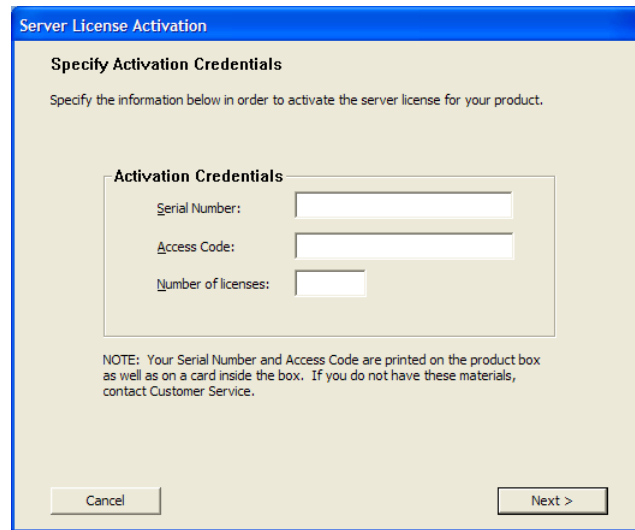 Server License Activation
Specify Activation Credentials
Specify the information below in order to activate the server license for your product.
Activation Credentials
Serial Number:
Access Code:
Number of licenses:
NOTE: Your Serial Number and Access Code are printed on the product box
as well as on a card inside the box. If you do not have these materials,
contact Customer Service.
Cancel
Next >